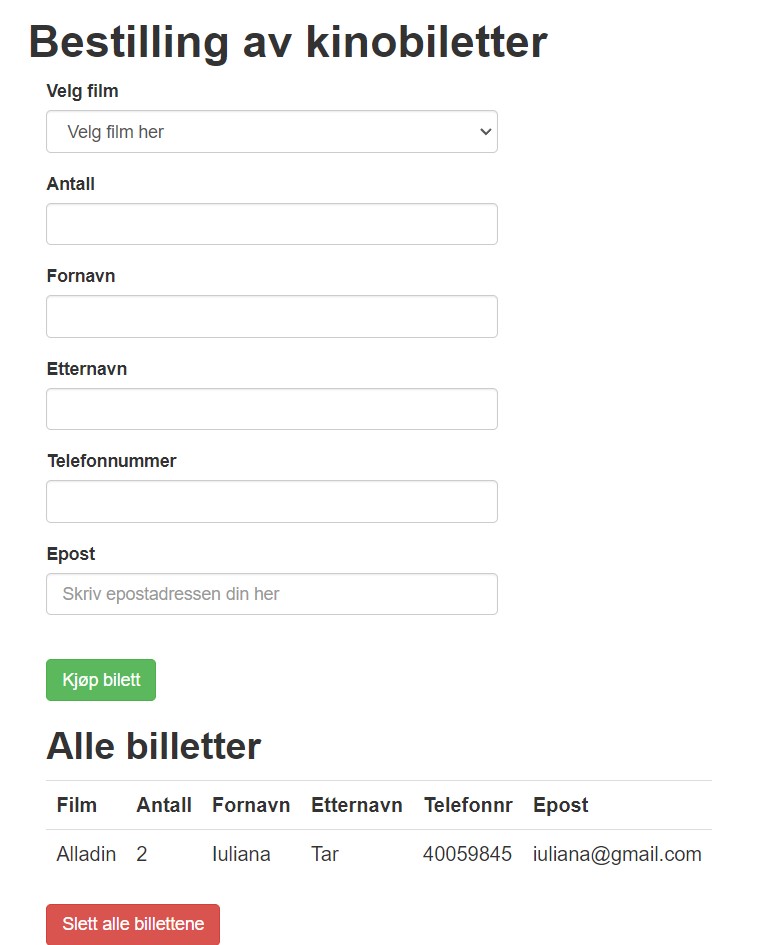 Bestilling av kinobiletter
Velg film
Velg film her
Antall
Fornavn
Etternavn
Telefonnummer
Epost
Skriv epostadressen din her
Kjøp bilett
Alle billetter
Film Antall Fornavn Etternavn Telefonnr Epost
Alladin 2 Iuliana Tar 40059845 iuliana@gmail.com
Slett alle billettene